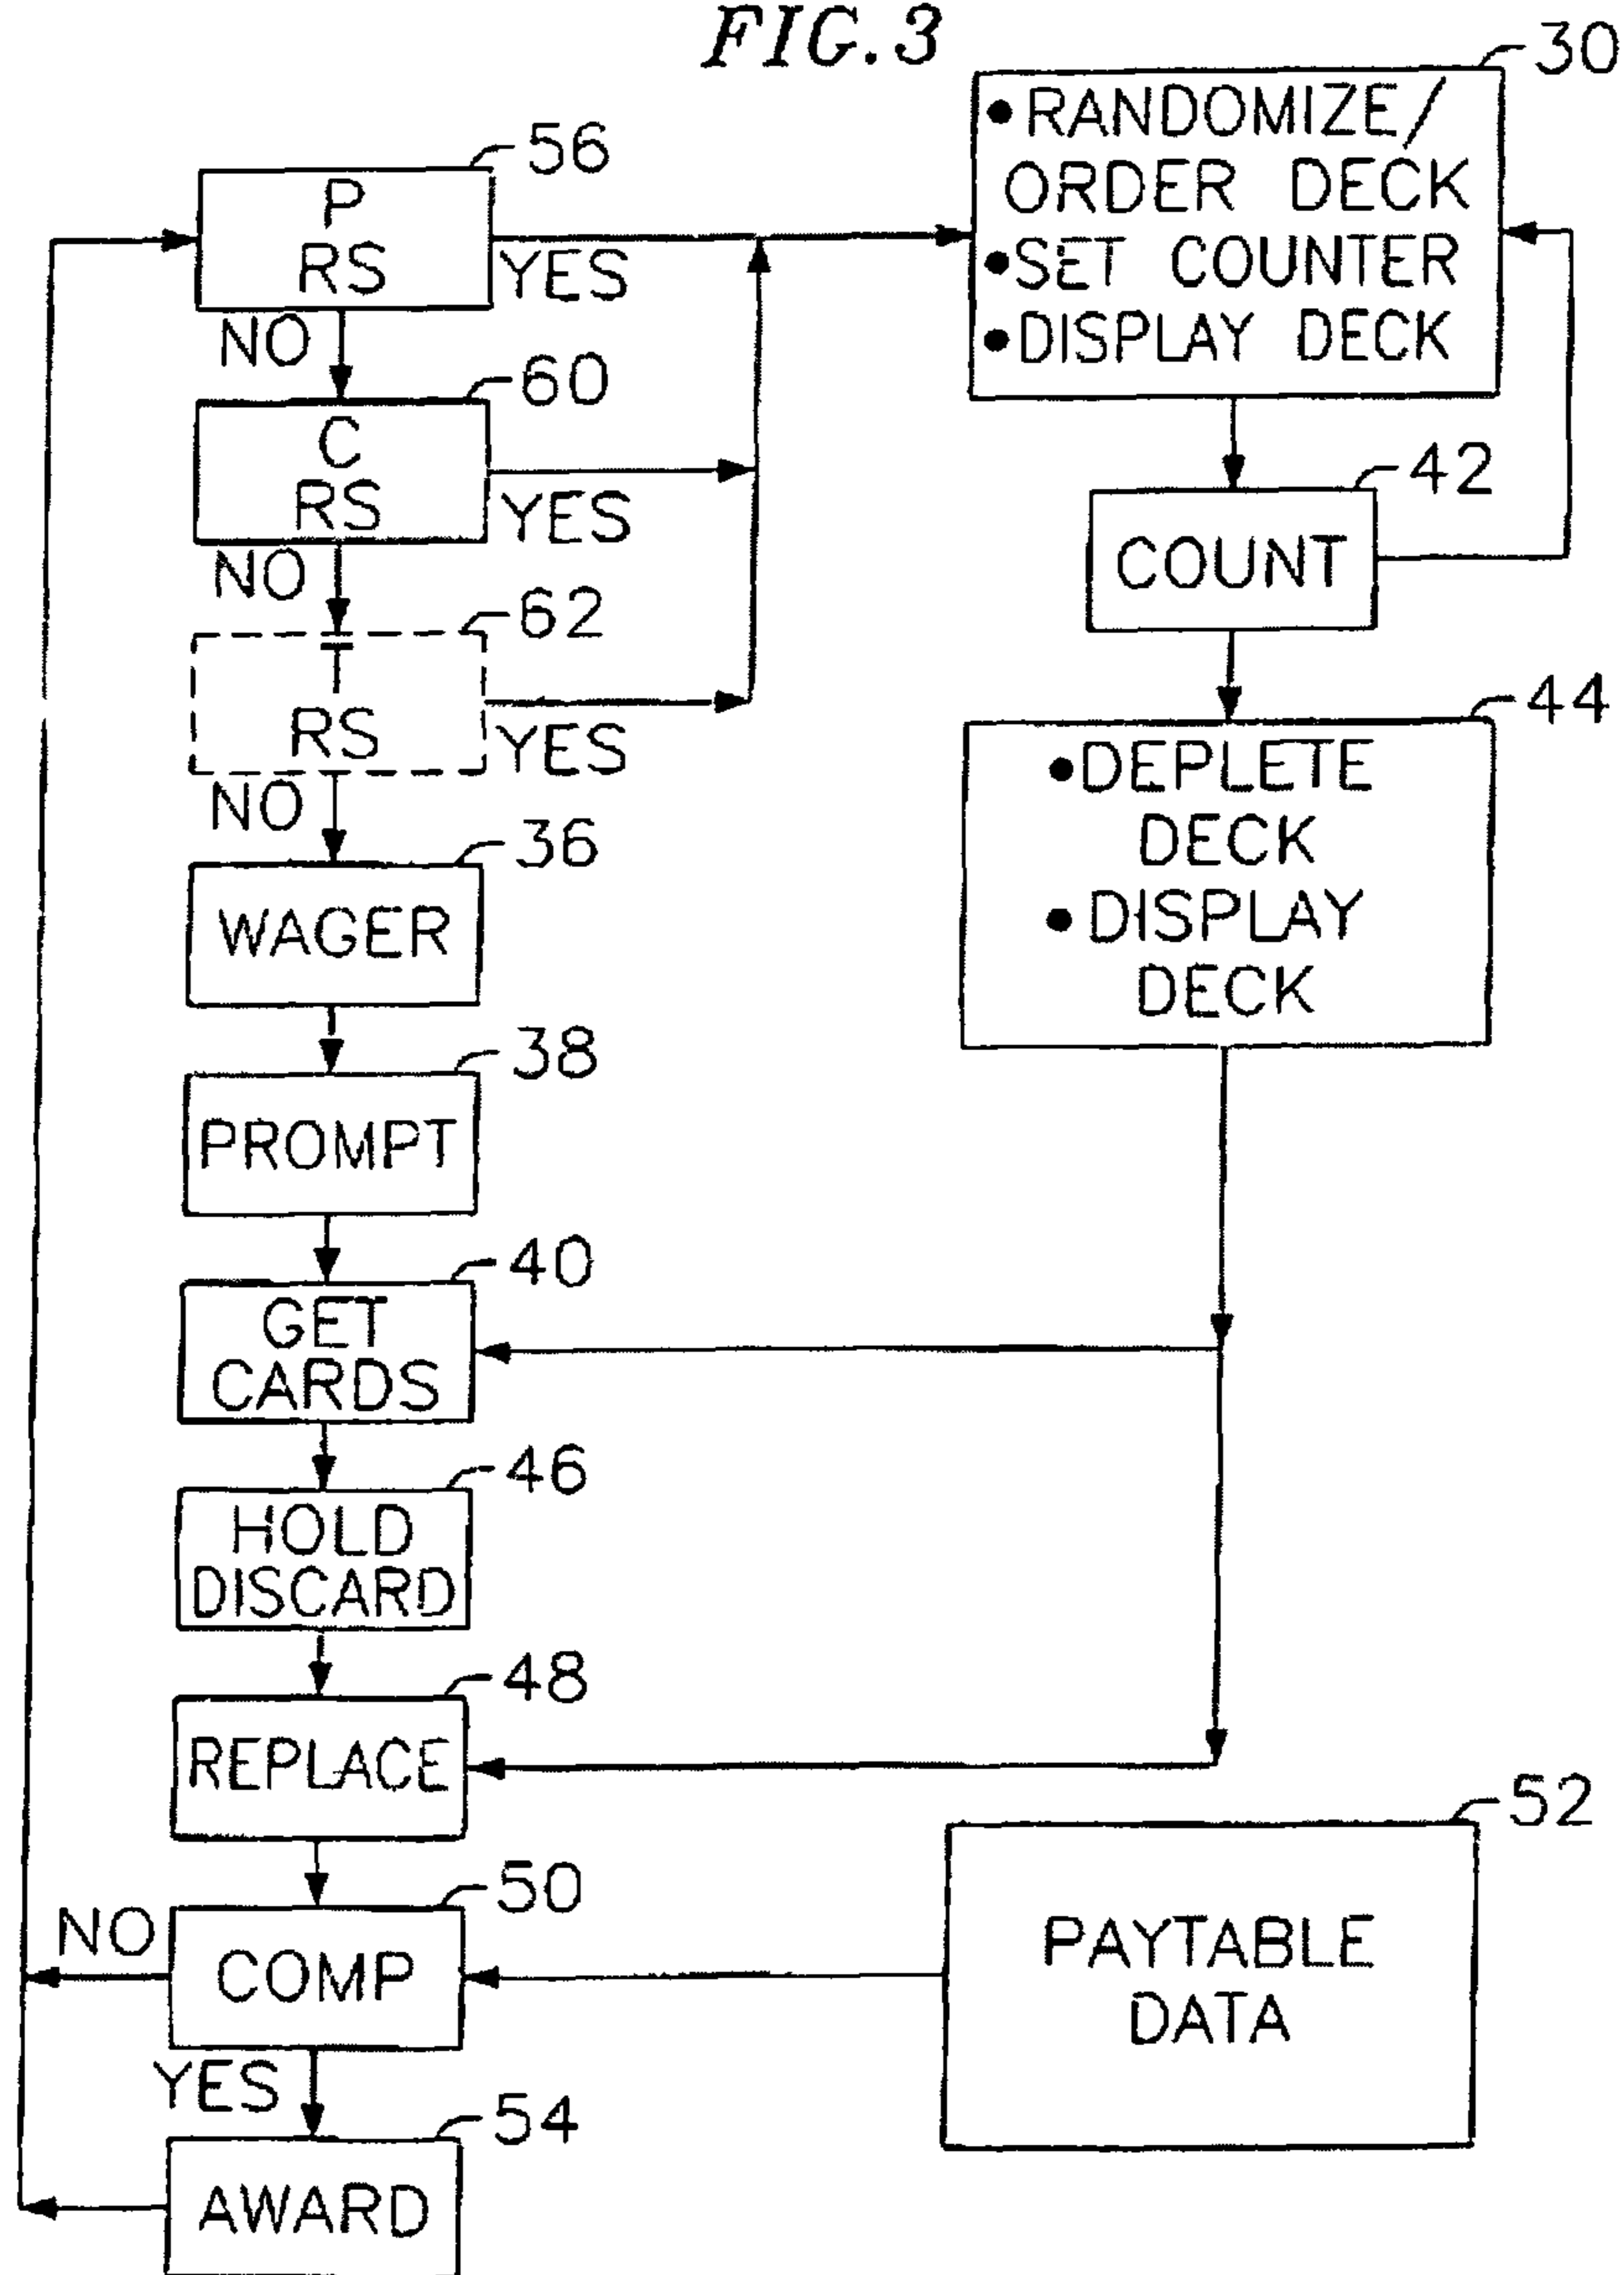 FIG. 3
30
• RANDOMIZE/
ORDER DECK
• SET COUNTER
• DISPLAY DECK
56
P
RS
YES
NO
60
C
RS
YES
NO
62
T
RS
YES
NO
42
COUNT
44
• DEPLETE
DECK
• DISPLAY
DECK
36
WAGER
38
PROMPT
40
GET
CARDS
46
HOLD
DISCARD
48
REPLACE
50
COMP
NO
YES
52
PAYTABLE
DATA
54
AWARD